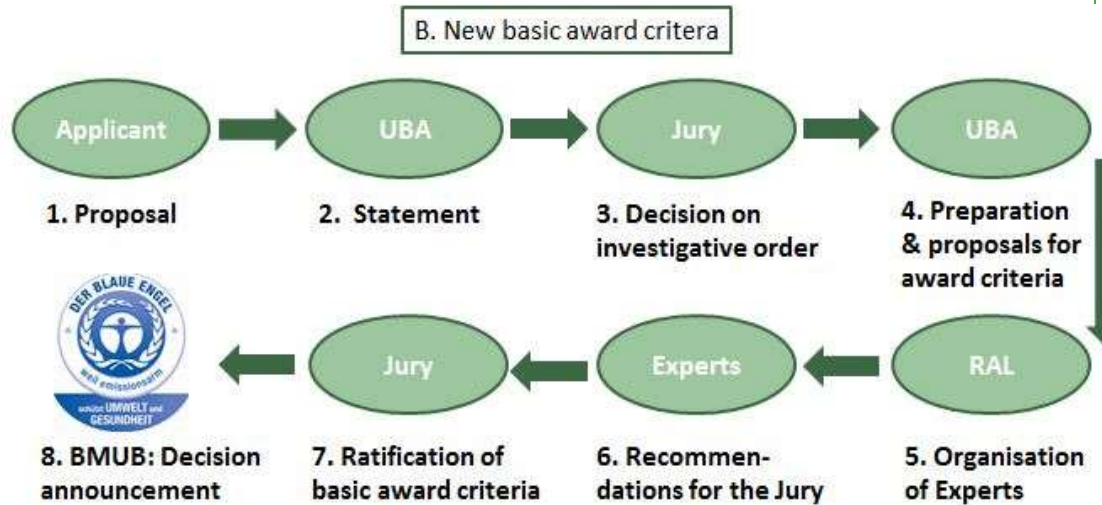 B. New basic award critera
Applicant
UBA
Jury
UBA
1. Proposal
2. Statement
3. Decision on
investigative order
4. Preparation
& proposals for
award criteria
DER BLAUE ENGEL
weil emissionsarm
schützt UMWELT und
GESUNDHEIT
Jury
Experts
RAL
8. BMUB: Decision
announcement
7. Ratification of
basic award criteria
6. Recommen-
dations for the Jury
5. Organisation
of Experts